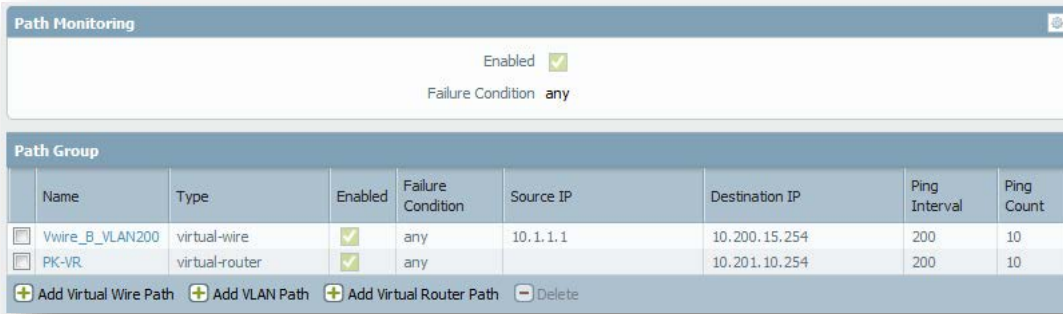 Path Monitoring
Enabled
Failure Condition any
Path Group
Name Type Enabled Failure Condition Source IP Destination IP Ping Interval Ping Count
Vwire_B_VLAN200 virtual-wire any 10.1.1.1 10.200.15.254 200 10
PK-VR virtual-router any 10.201.10.254 200 10
Add Virtual Wire Path Add VLAN Path Add Virtual Router Path Delete